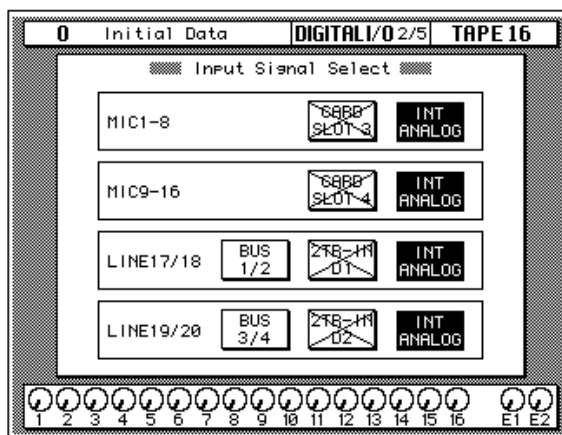 0 Initial Data DIGITAL I/O 2/5 TAPE 16
Input Signal Select
MIC1-8 CARD SLOT-3 INT ANALOG
MIC9-16 CARD SLOT-4 INT ANALOG
LINE17/18 BUS 1/2 2TR-IN D1 INT ANALOG
LINE19/20 BUS 3/4 2TR-IN D2 INT ANALOG
1 2 3 4 5 6 7 8 9 10 11 12 13 14 15 16 E1 E2